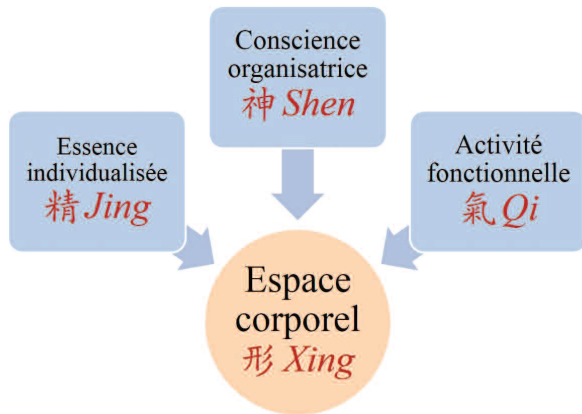 Conscience
organisatrice
神 Shen
Essence
individualisée
精 Jing
Activité
fonctionnelle
氣 Qi
Espace
corporel
形 Xing